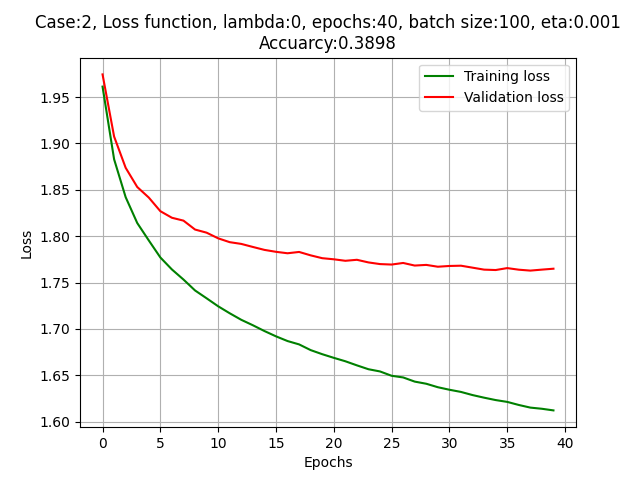 Case:2, Loss function, lambda:0, epochs:40, batch size:100, eta:0.001
Accuarcy:0.3898
Training loss
Validation loss
1.95
1.90
1.85
1.80
1.75
1.70
1.65
1.60
Loss
0 5 10 15 20 25 30 35 40
Epochs